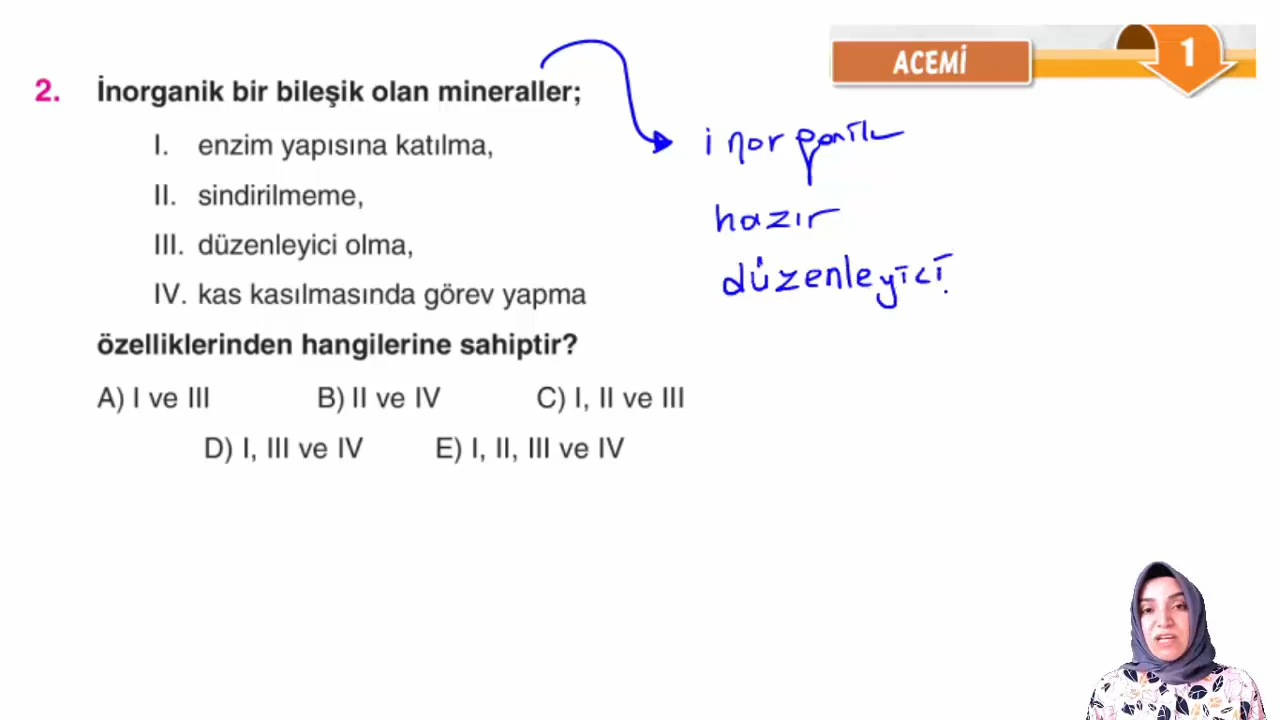 ACEMİ
1
2. İnorganik bir bileşik olan mineraller;
I. enzim yapısına katılma,
II. sindirilmeme,
III. düzenleyici olma,
IV. kas kasılmasında görev yapma
özelliklerinden hangilerine sahiptir?
A) I ve III B) II ve IV C) I, II ve III
D) I, III ve IV E) I, II, III ve IV
inorganik
hazır
düzenleyici